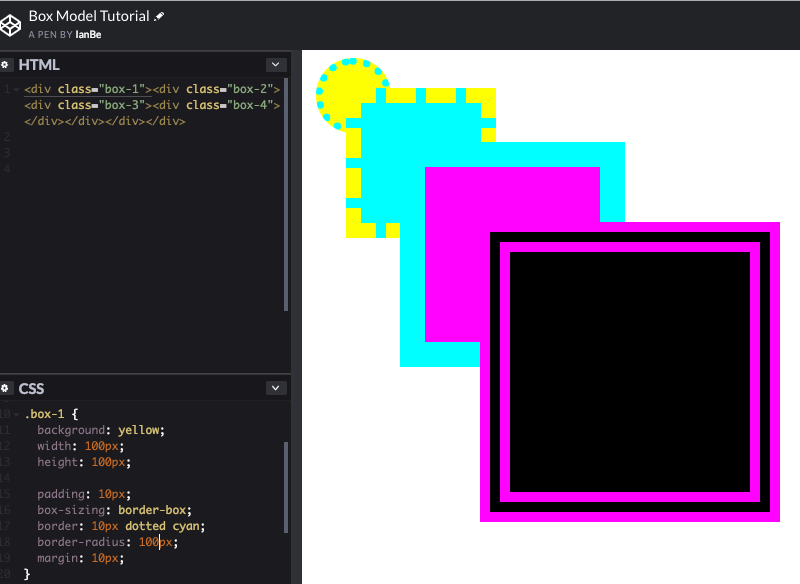 Box Model Tutorial
A PEN BY IanBe
HTML
1 <div class="box-1"><div class="box-2">
<div class="box-3"><div class="box-4">
</div></div></div></div>
2
3
4
CSS
10 .box-1 {
11 background: yellow;
12 width: 100px;
13 height: 100px;
14
15 padding: 10px;
16 box-sizing: border-box;
17 border: 10px dotted cyan;
18 border-radius: 100px;
19 margin: 10px;
20 }